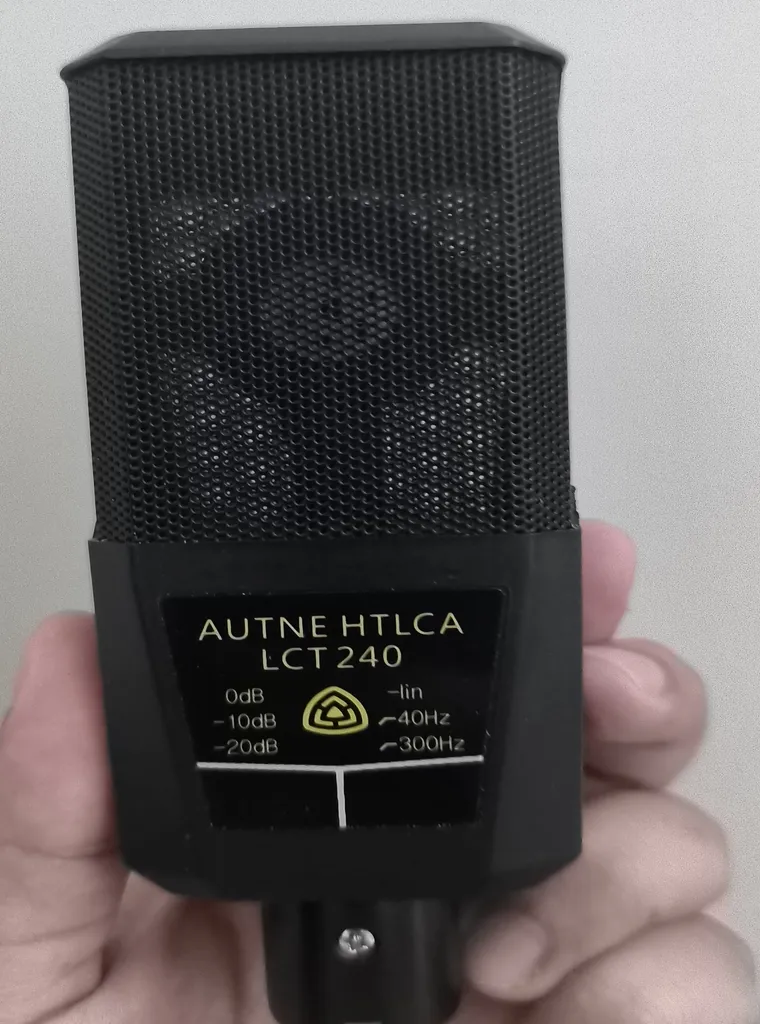 AUTNE HTLCA
LCT 240
0dB -lin
-10dB 40Hz
-20dB 300Hz